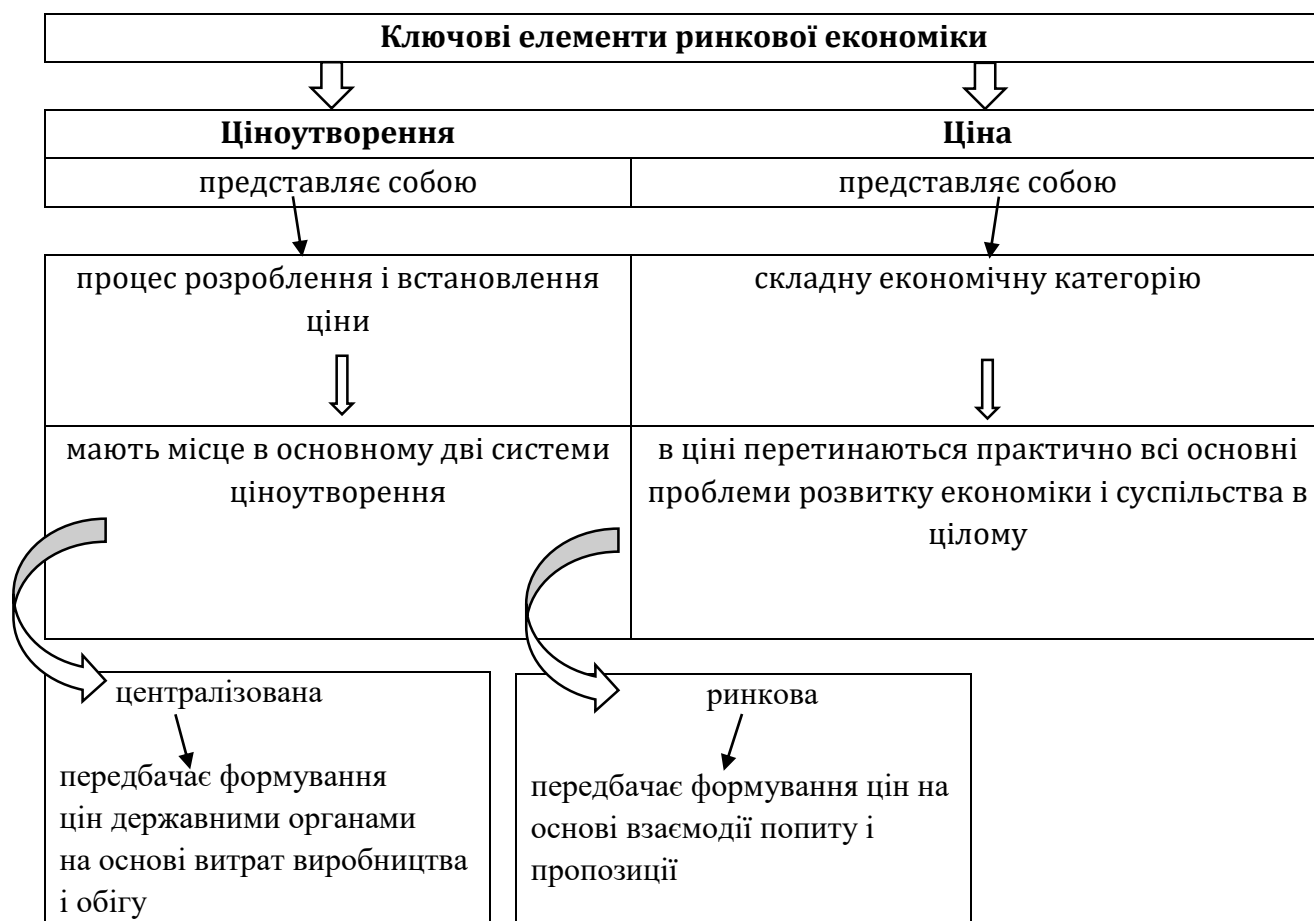 Ключові елементи ринкової економіки
Ціноутворення
Ціна
представляє собою
представляє собою
процес розроблення і встановлення
ціни
складну економічну категорію
мають місце в основному дві системи
ціноутворення
в ціні перетинаються практично всі основні
проблеми розвитку економіки і суспільства в
цілому
централізована
передбачає формування
цін державними органами
на основі витрат виробництва
і обігу
ринкова
передбачає формування цін на
основі взаємодії попиту і
пропозиції